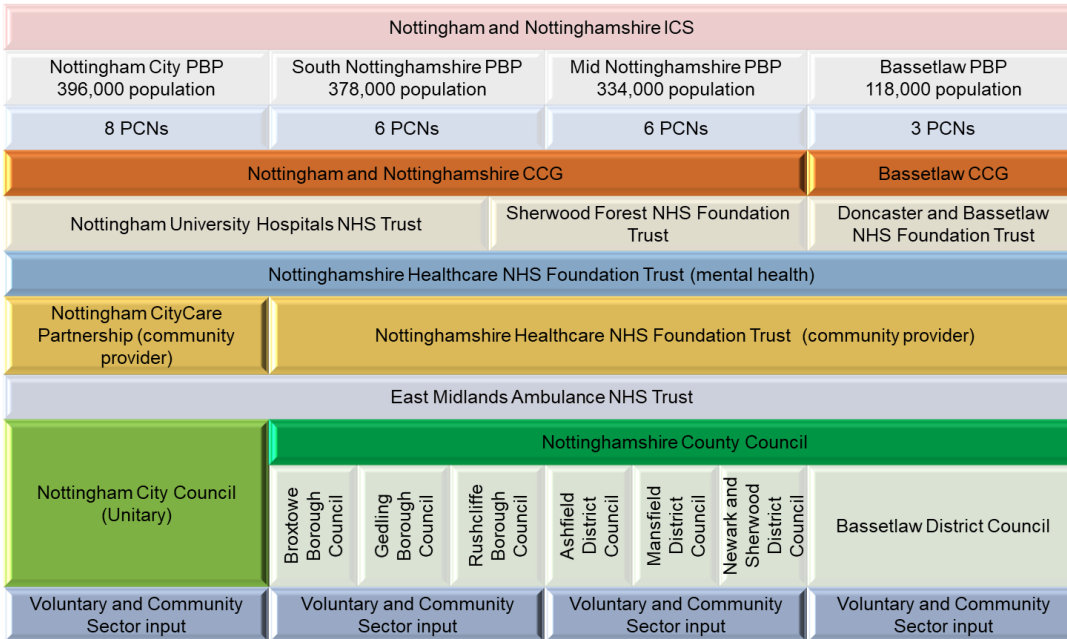 Nottingham and Nottinghamshire ICS
Nottingham City PBP
396,000 population
South Nottinghamshire PBP
378,000 population
Mid Nottinghamshire PBP
334,000 population
Bassetlaw PBP
118,000 population
8 PCNs
6 PCNs
6 PCNs
3 PCNs
Nottingham and Nottinghamshire CCG
Bassetlaw CCG
Nottingham University Hospitals NHS Trust
Sherwood Forest NHS Foundation
Trust
Doncaster and Bassetlaw
NHS Foundation Trust
Nottinghamshire Healthcare NHS Foundation Trust (mental health)
Nottingham CityCare
Partnership (community
provider)
Nottinghamshire Healthcare NHS Foundation Trust (community provider)
East Midlands Ambulance NHS Trust
Nottingham City Council
(Unitary)
Nottinghamshire County Council
Broxtowe
Borough
Council
Gedling
Borough
Council
Rushcliffe
Borough
Council
Ashfield
District
Council
Mansfield
District
Council
Newark and
Sherwood
District
Council
Bassetlaw District Council
Voluntary and Community
Sector input
Voluntary and Community
Sector input
Voluntary and Community
Sector input
Voluntary and Community
Sector input